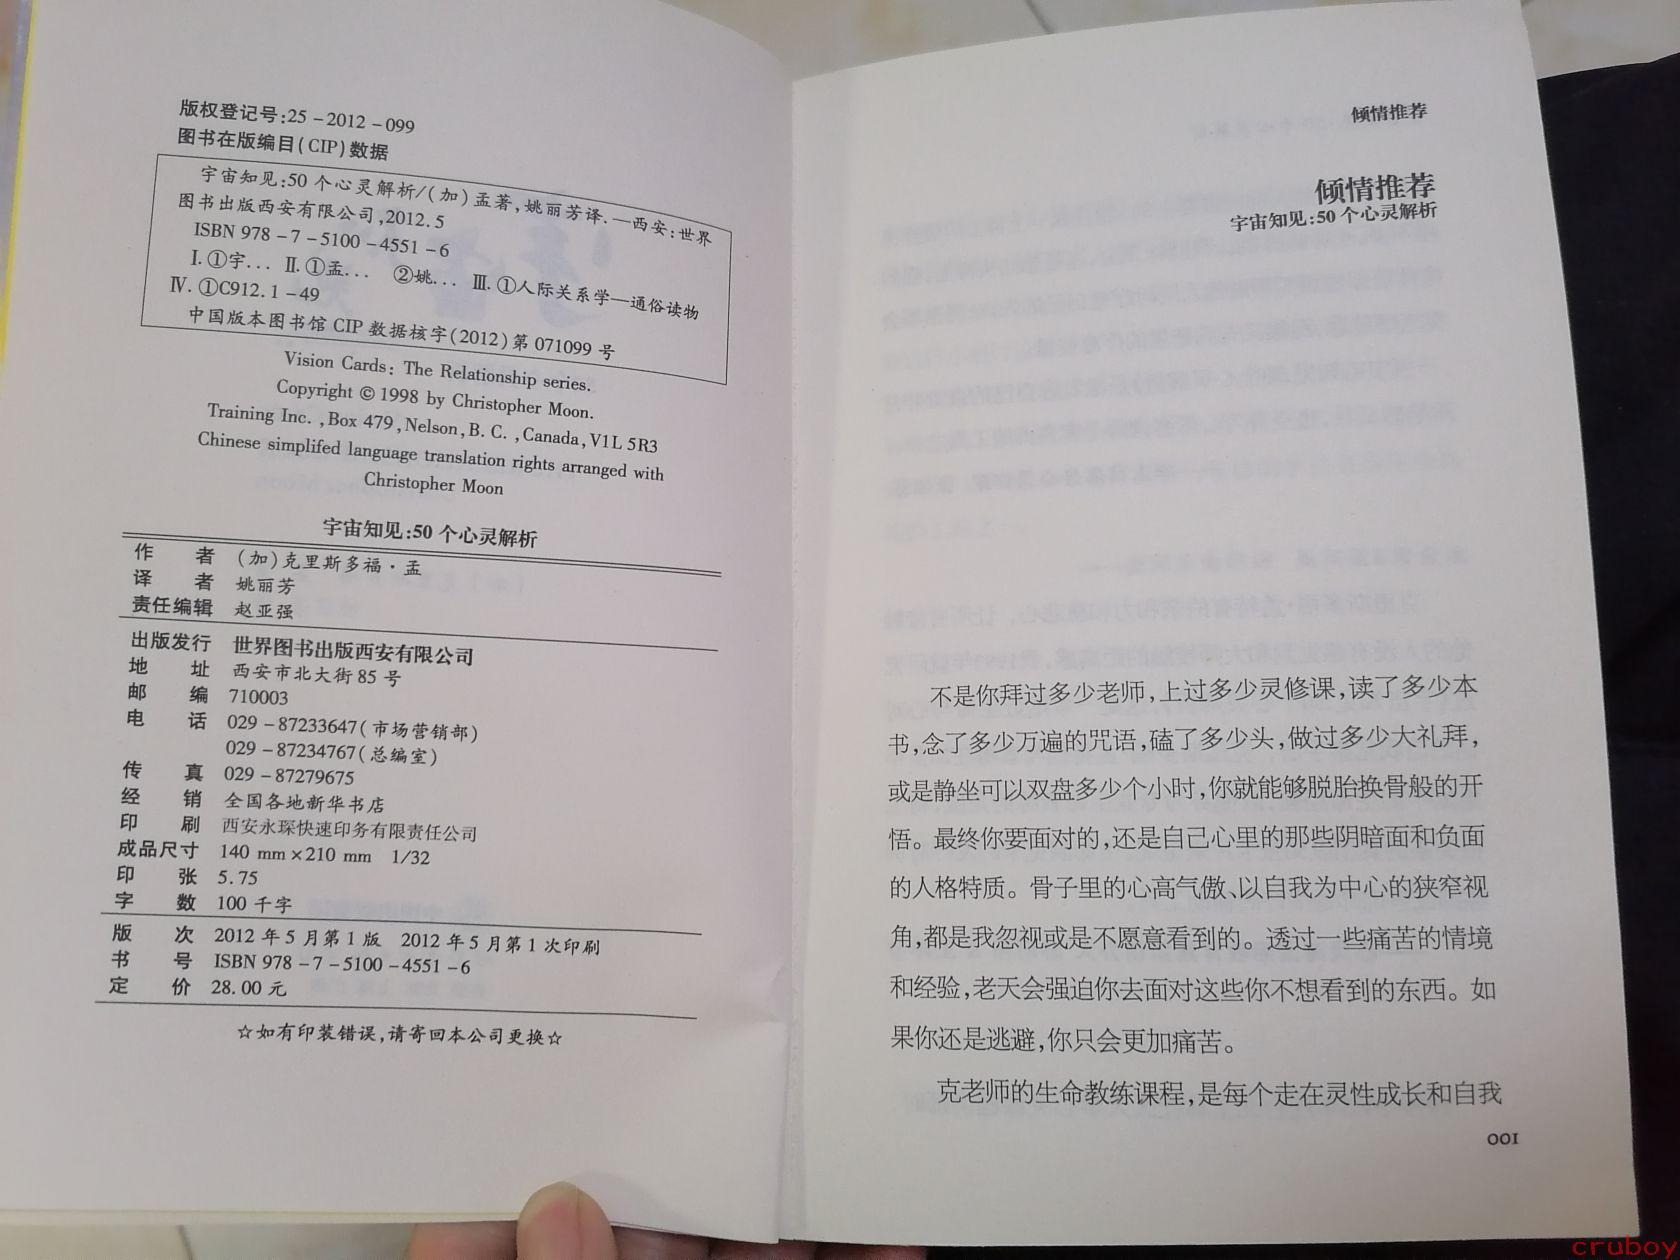 版权登记号:25-2012-099
图书在版编目(CIP)数据
宇宙知见:50个心灵解析/(加)孟著,姚丽芳译.—西安:世界
图书出版西安有限公司,2012.5
ISBN 978-7-5100-4551-6
Ⅰ.①宇... Ⅱ.①孟... ②姚... Ⅲ.①人际关系学—通俗读物
Ⅳ.①C912.1-49
中国版本图书馆CIP数据核字(2012)第071099号
Vision Cards: The Relationship series.
Copyright © 1998 by Christopher Moon.
Training Inc. ,Box 479,Nelson,B.C. ,Canada,V1L 5R3
Chinese simplifed language translation rights arranged with
Christopher Moon
宇宙知见:50个心灵解析
作 者 (加)克里斯多福·孟
译 者 姚丽芳
责任编辑 赵亚强
出版发行 世界图书出版西安有限公司
地 址 西安市北大街85号
邮 编 710003
电 话 029-87233647(市场营销部)
029-87234767(总编室)
传 真 029-87279675
经 销 全国各地新华书店
印 刷 西安永琛快速印务有限责任公司
成品尺寸 140 mm×210 mm 1/32
印 张 5.75
字 数 100千字
版 次 2012年5月第1版 2012年5月第1次印刷
书 号 ISBN 978-7-5100-4551-6
定 价 28.00元
☆如有印装错误,请寄回本公司更换☆
倾情推荐
倾情推荐
宇宙知见:50个心灵解析
不是你拜过多少老师,上过多少灵修课,读了多少本
书,念了多少万遍的咒语,磕了多少头,做过多少大礼拜,
或是静坐可以双盘多少个小时,你就能够脱胎换骨般的开
悟。最终你要面对的,还是自己心里的那些阴暗面和负面
的人格特质。骨子里的心高气傲、以自我为中心的狭窄视
角,都是我忽视或是不愿意看到的。透过一些痛苦的情境
和经验,老天会强迫你去面对这些你不想看到的东西。如
果你还是逃避,你只会更加痛苦。
克老师的生命教练课程,是每个走在灵性成长和自我
001
cruboy